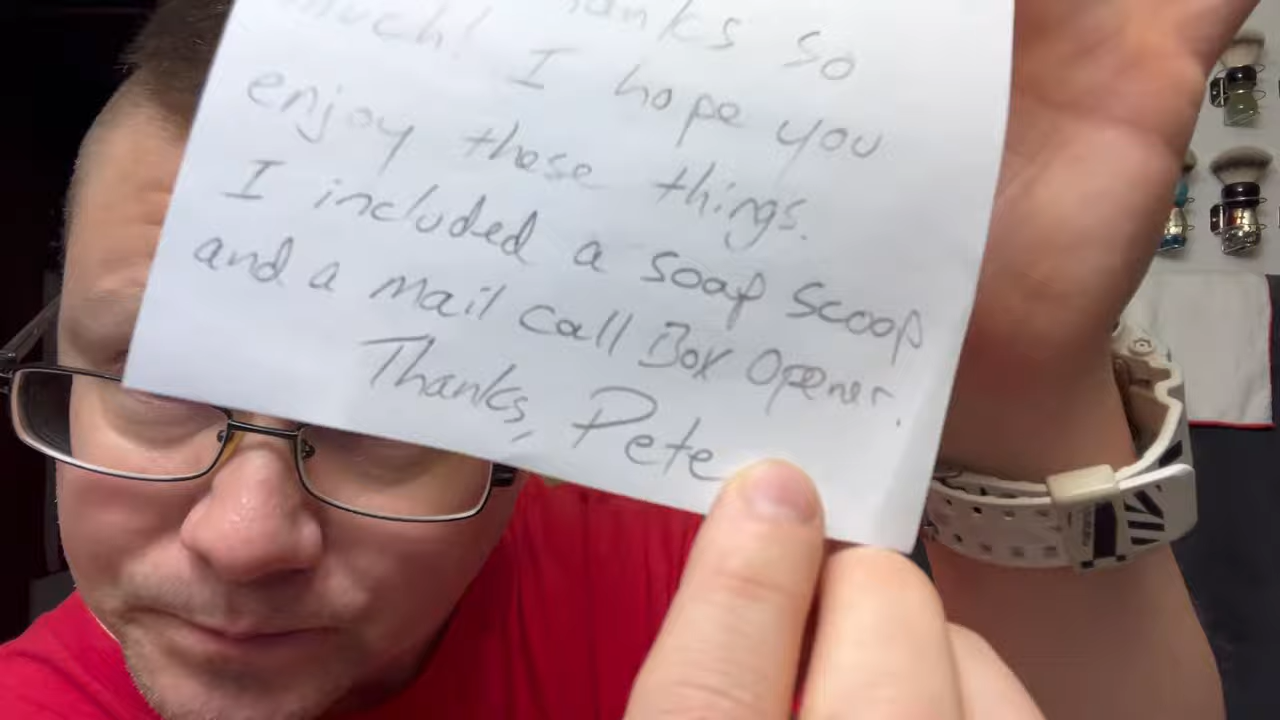 thanks so
much! I hope you
enjoy these things.
I included a soap scoop
and a Mail Call Box Opener.
Thanks, Pete